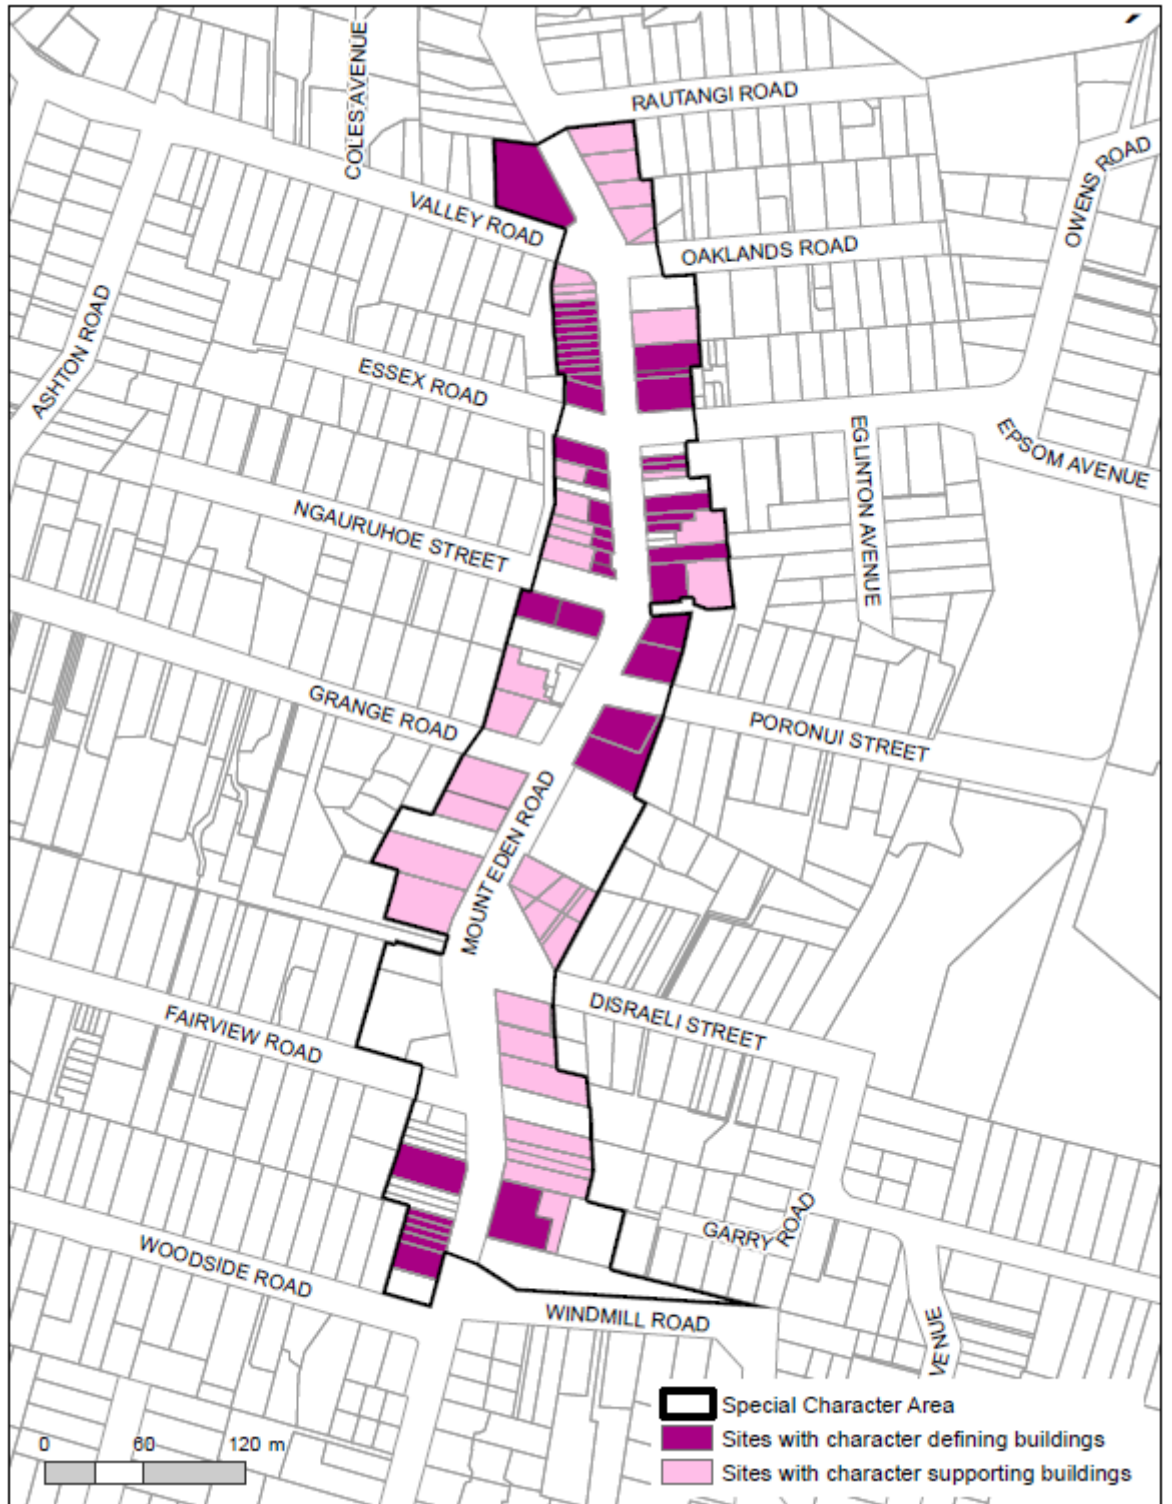 COLES AVENUE
RAUTANGI ROAD
OWENS ROAD
VALLEY ROAD
OAKLANDS ROAD
ASHTON ROAD
ESSEX ROAD
EGLINTON AVENUE
EPSOM AVENUE
NGAURUHOE STREET
GRANGE ROAD
PORONUI STREET
MOUNT EDEN ROAD
DISRAELI STREET
FAIRVIEW ROAD
GARRY ROAD
WOODSIDE ROAD
WINDMILL ROAD
VENUE
Special Character Area
Sites with character defining buildings
Sites with character supporting buildings
0 60 120 m